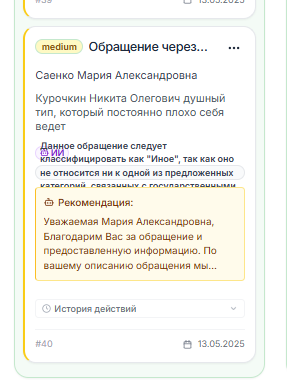 #39
13.05.2025
medium Обращение через... ...
Саенко Мария Александровна
Курочкин Никита Олегович душный
тип, который постоянно плохо себя
ведет
ИИ
Данное обращение следует
классифицировать как "Иное", так как оно
не относится ни к одной из предложенных
категорий, связанных с государственными
Рекомендация:
Уважаемая Мария Александровна,
Благодарим Вас за обращение и
предоставленную информацию. По
вашему описанию обращения мы...
История действий
#40
13.05.2025